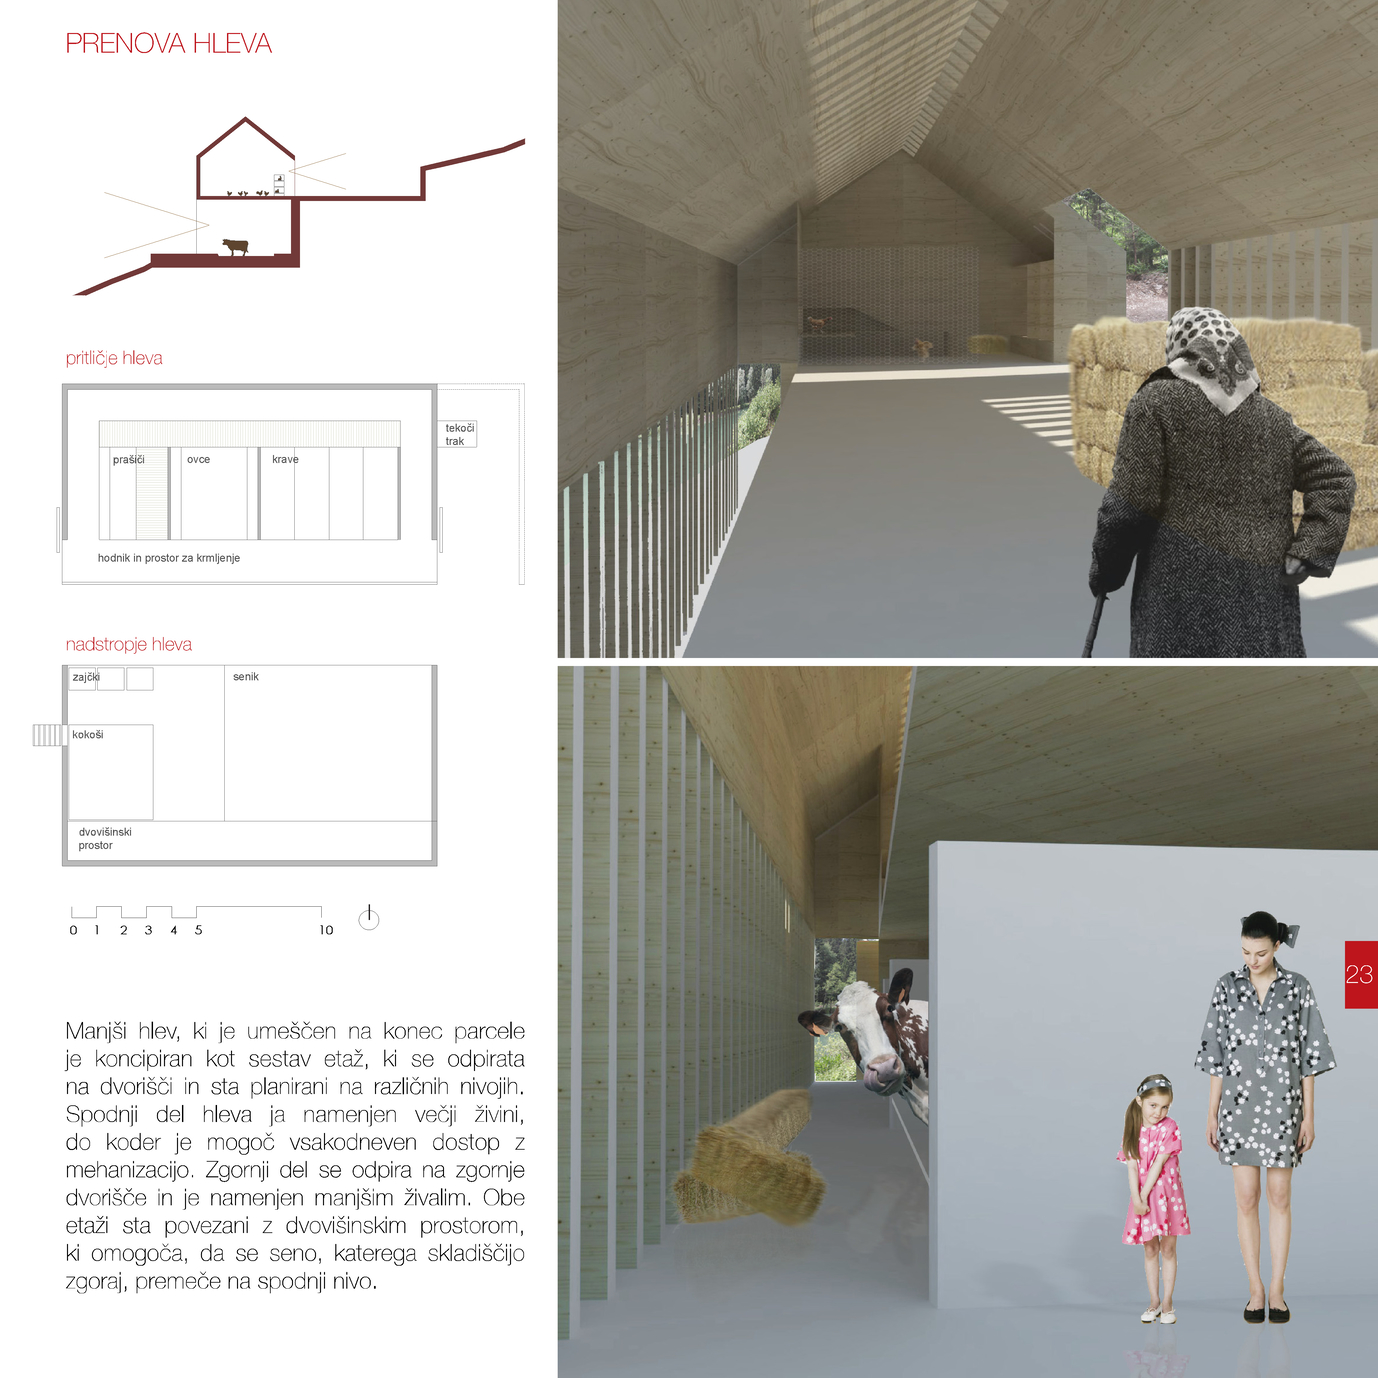 PRENOVA HLEVA
pritličje hleva
tekoči
trak
prašiči
ovce
krave
hodnik in prostor za krmljenje
nadstropje hleva
zajčki
senik
kokoši
dvovišinski
prostor
0 1 2 3 4 5 10
Manjši hlev, ki je umeščen na konec parcele
je koncipiran kot sestav etaž, ki se odpirata
na dvorišči in sta planirani na različnih nivojih.
Spodnji del hleva ja namenjen večji živini,
do koder je mogoč vsakodneven dostop z
mehanizacijo. Zgornji del se odpira na zgornje
dvorišče in je namenjen manjšim živalim. Obe
etaži sta povezani z dvovišinskim prostorom,
ki omogoča, da se seno, katerega skladiščijo
zgoraj, premeče na spodnji nivo.
23